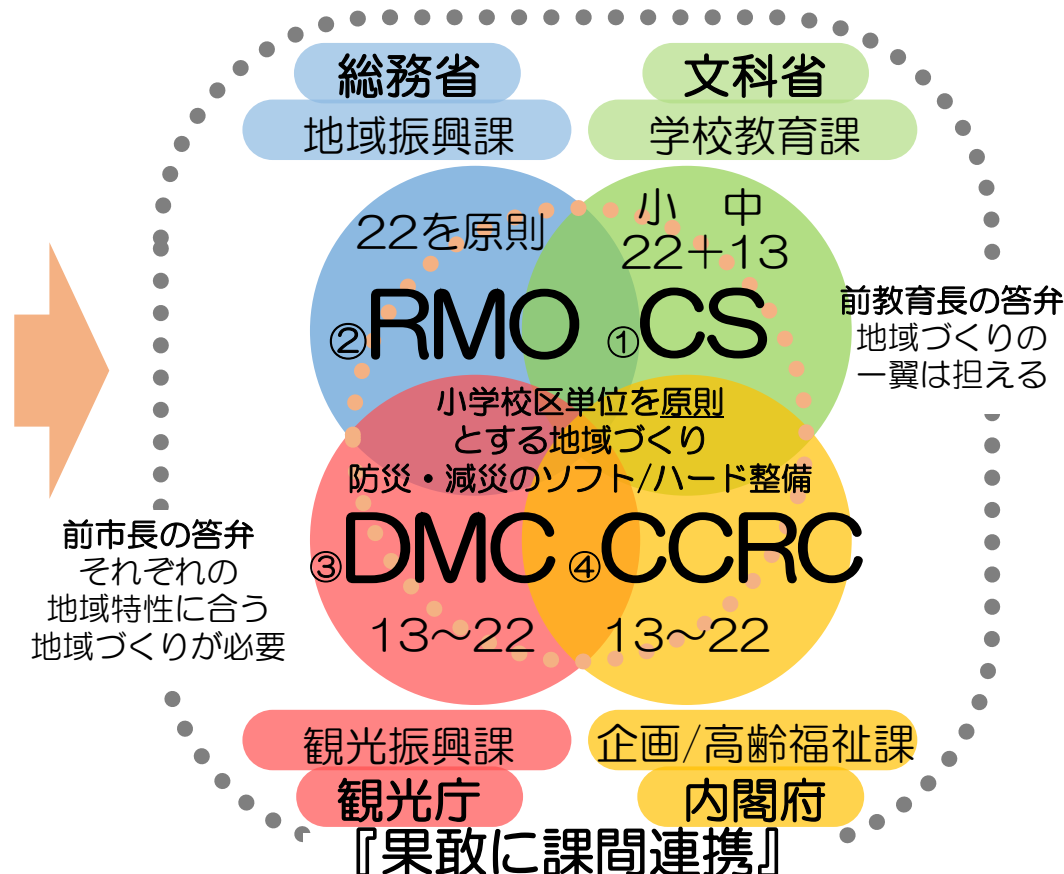 総務省
地域振興課
文科省
学校教育課
22を原則
小 中
22+13
②RMO
①CS
前教育長の答弁
地域づくりの
一翼は担える
小学校区単位を原則
とする地域づくり
防災・減災のソフト/ハード整備
前市長の答弁
それぞれの
地域特性に合う
地域づくりが必要
③DMC
④CCRC
13～22
13～22
観光振興課
観光庁
企画/高齢福祉課
内閣府
『果敢に課間連携』